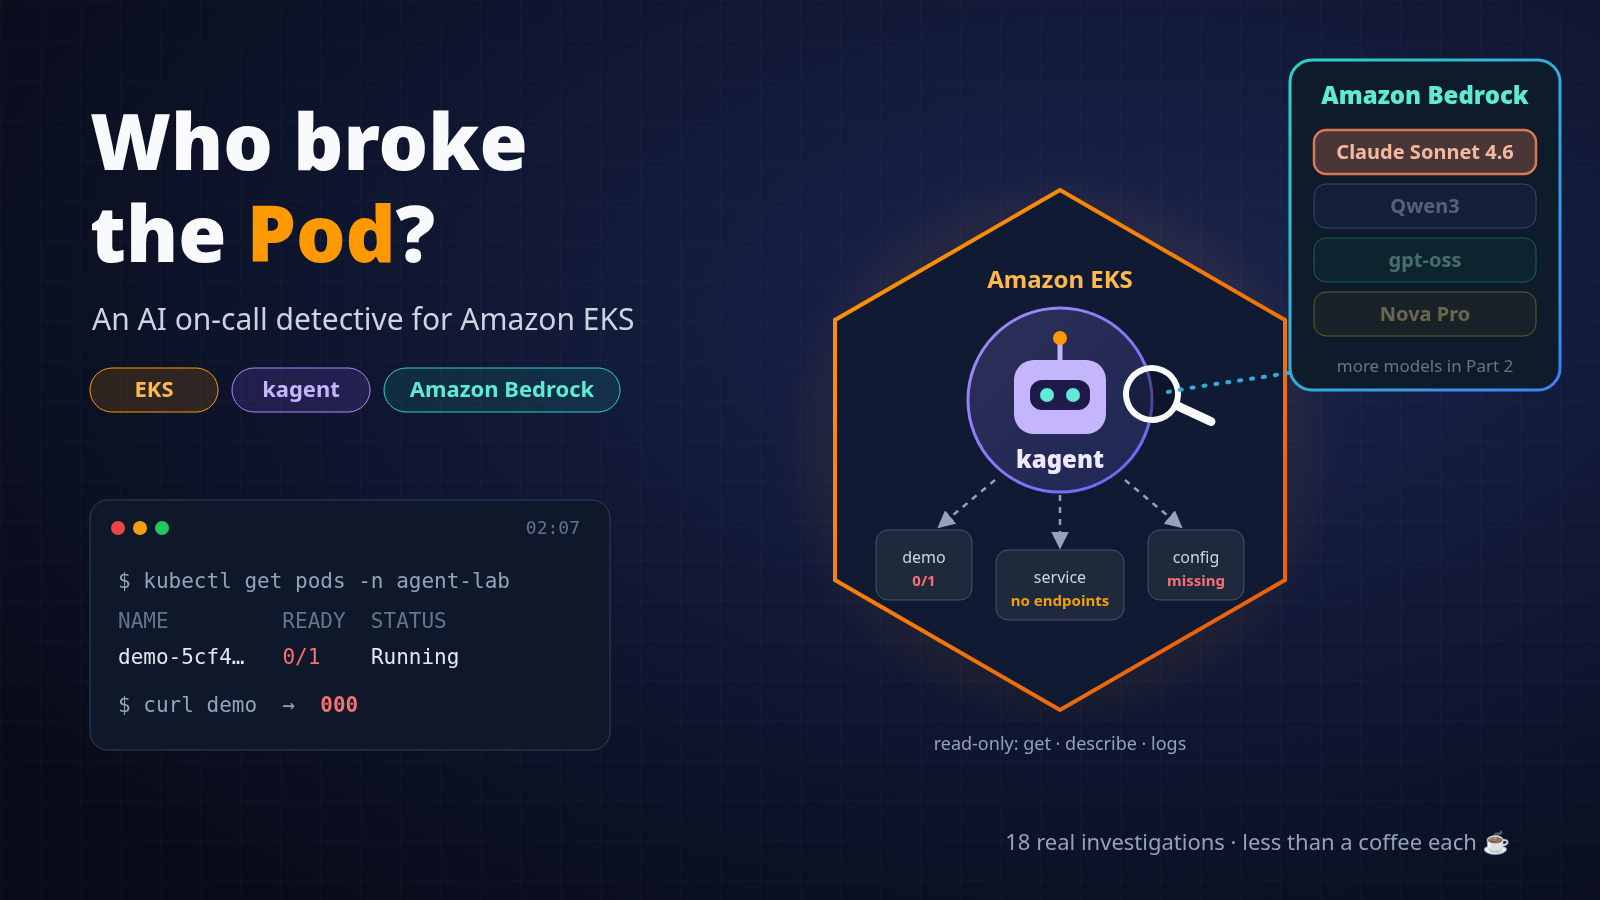 Who broke
the Pod?
An AI on-call detective for Amazon EKS
EKS
kagent
Amazon Bedrock
02:07
$ kubectl get pods -n agent-lab
NAME READY STATUS
demo-5cf4… 0/1 Running
$ curl demo → 000
Amazon EKS
kagent
demo
0/1
service
no endpoints
config
missing
read-only: get · describe · logs
Amazon Bedrock
Claude Sonnet 4.6
Qwen3
gpt-oss
Nova Pro
more models in Part 2
18 real investigations · less than a coffee each ☕